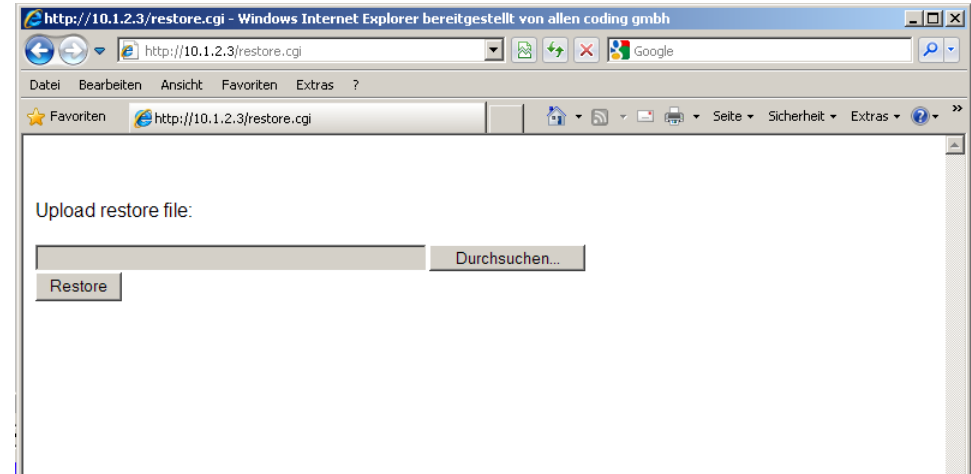 http://10.1.2.3/restore.cgi - Windows Internet Explorer bereitgestellt von allen coding gmbh
http://10.1.2.3/restore.cgi Google
Datei Bearbeiten Ansicht Favoriten Extras ?
Favoriten http://10.1.2.3/restore.cgi Seite Sicherheit Extras »
Upload restore file:
Durchsuchen...
Restore